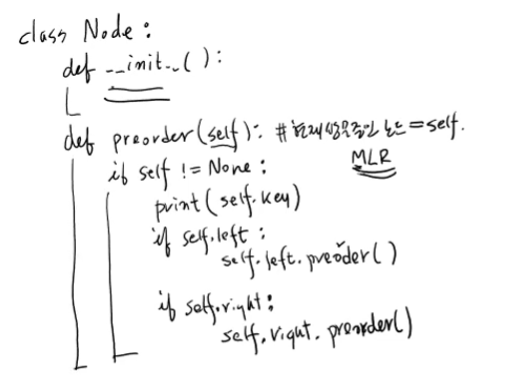 class Node :
def __init__( ) :
def preorder(self): # 현재 방문중인 노드 = self.
if self != None : MLR
print(self.key)
if self.left :
self.left.preoder( )
if self.right :
self.right. preorder()